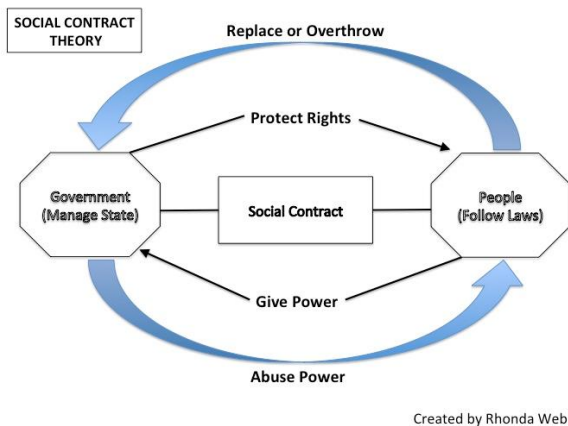 SOCIAL CONTRACT
THEORY
Replace or Overthrow
Protect Rights
Government
(Manage State)
Social Contract
People
(Follow Laws)
Give Power
Abuse Power
Created by Rhonda Web